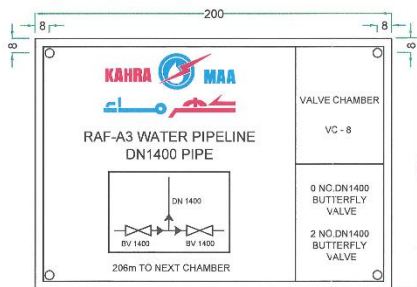 200
8
8
8
8
KAHRA MAA
كهرماء
RAF-A3 WATER PIPELINE
DN1400 PIPE
DN 1400
BV 1400
BV 1400
206m TO NEXT CHAMBER
VALVE CHAMBER
VC - 8
0 NO.DN1400
BUTTERFLY
VALVE
2 NO.DN1400
BUTTERFLY
VALVE